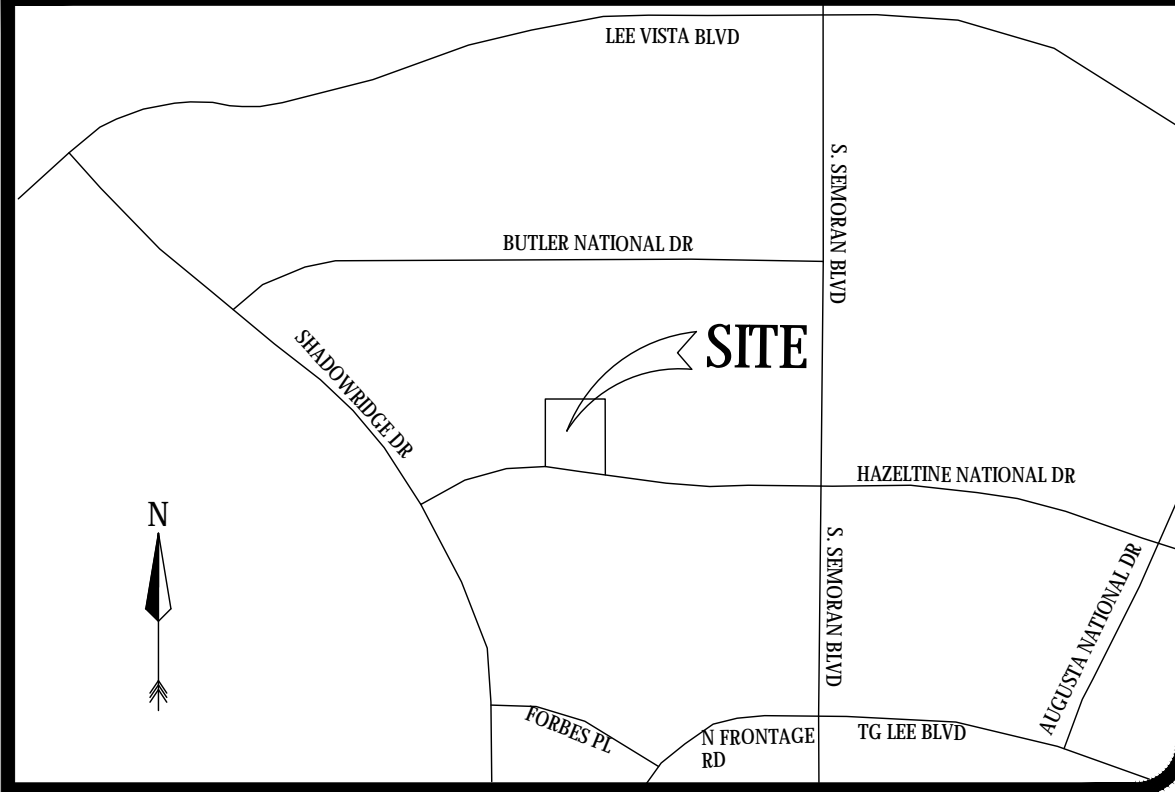 LEE VISTA BLVD
S. SEMORAN BLVD
BUTLER NATIONAL DR
SITE
SHADOWRIDGE DR
HAZELTINE NATIONAL DR
N
S. SEMORAN BLVD
AUGUSTA NATIONAL DR
FORBES PL
N FRONTAGE
RD
TG LEE BLVD